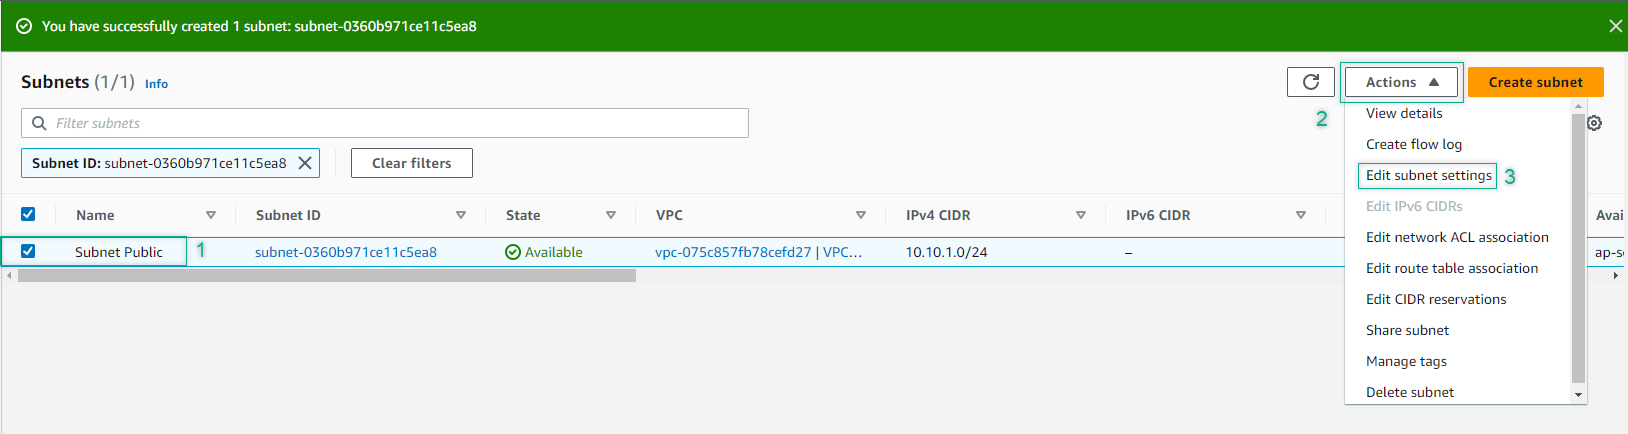 You have successfully created 1 subnet: subnet-0360b971ce11c5ea8
Subnets (1/1) Info
Actions
Create subnet
2
Filter subnets
Subnet ID: subnet-0360b971ce11c5ea8
Clear filters
View details
Create flow log
Edit subnet settings 3
Edit IPv6 CIDRs
Edit network ACL association
Edit route table association
Edit CIDR reservations
Share subnet
Manage tags
Delete subnet
Name Subnet ID State VPC IPv4 CIDR IPv6 CIDR Avai
Subnet Public 1 subnet-0360b971ce11c5ea8 Available vpc-075c857fb78cefd27 | VPC... 10.10.1.0/24 – ap-se